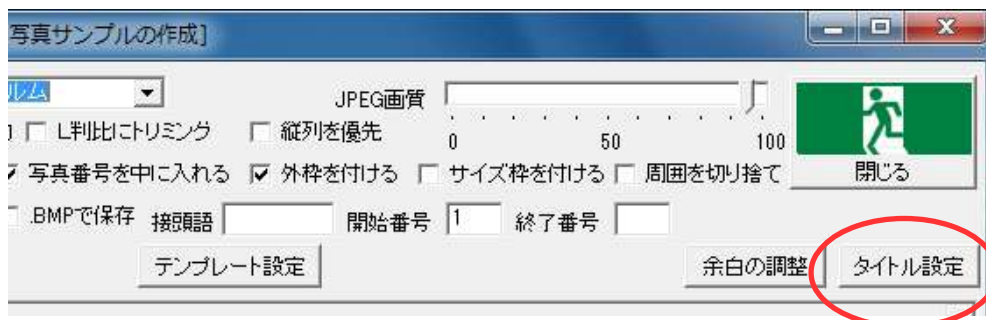 写真サンプルの作成]
ルム
JPEG画質
0 50 100
L判比にトリミング 縦列を優先
写真番号を中に入れる 外枠を付ける サイズ枠を付ける 周囲を切り捨て
閉じる
.BMPで保存 接頭語 開始番号 1 終了番号
テンプレート設定 余白の調整 タイトル設定